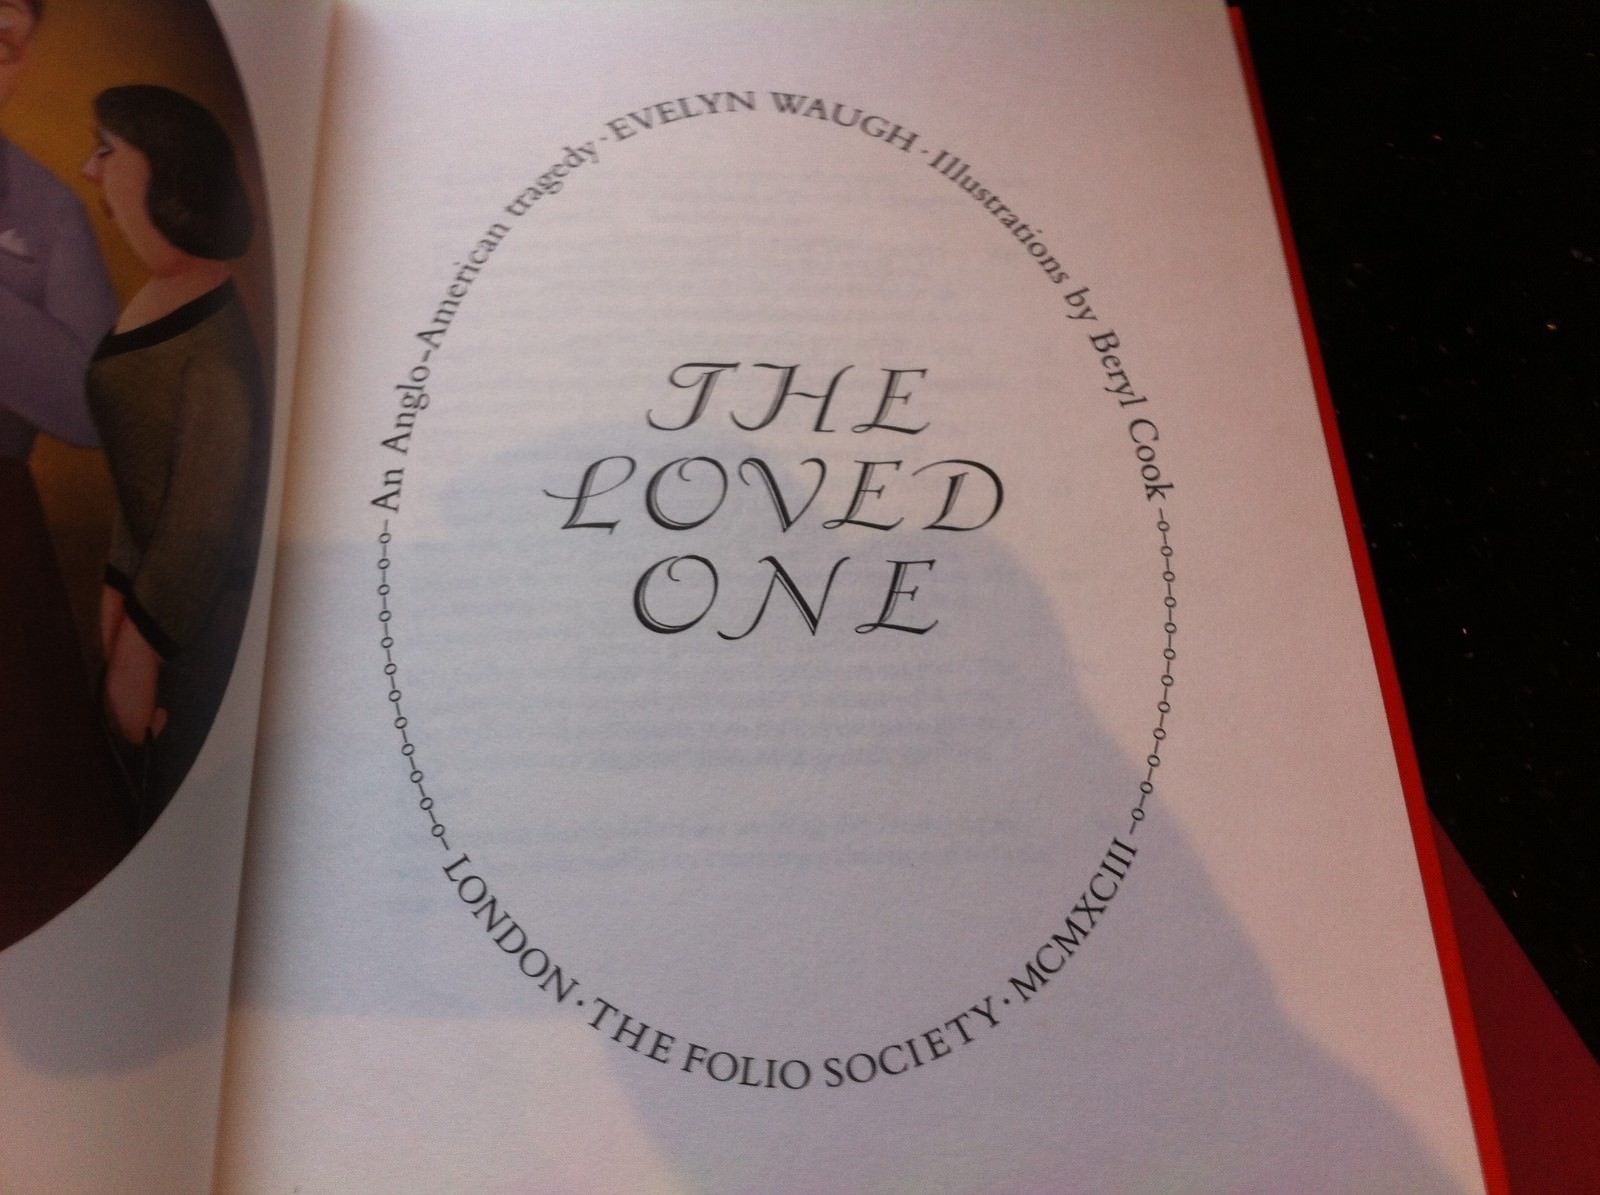 An Anglo-American tragedy · EVELYN WAUGH · Illustrations by Beryl Cook
THE
LOVED
ONE
LONDON · THE FOLIO SOCIETY · MCMXCIII